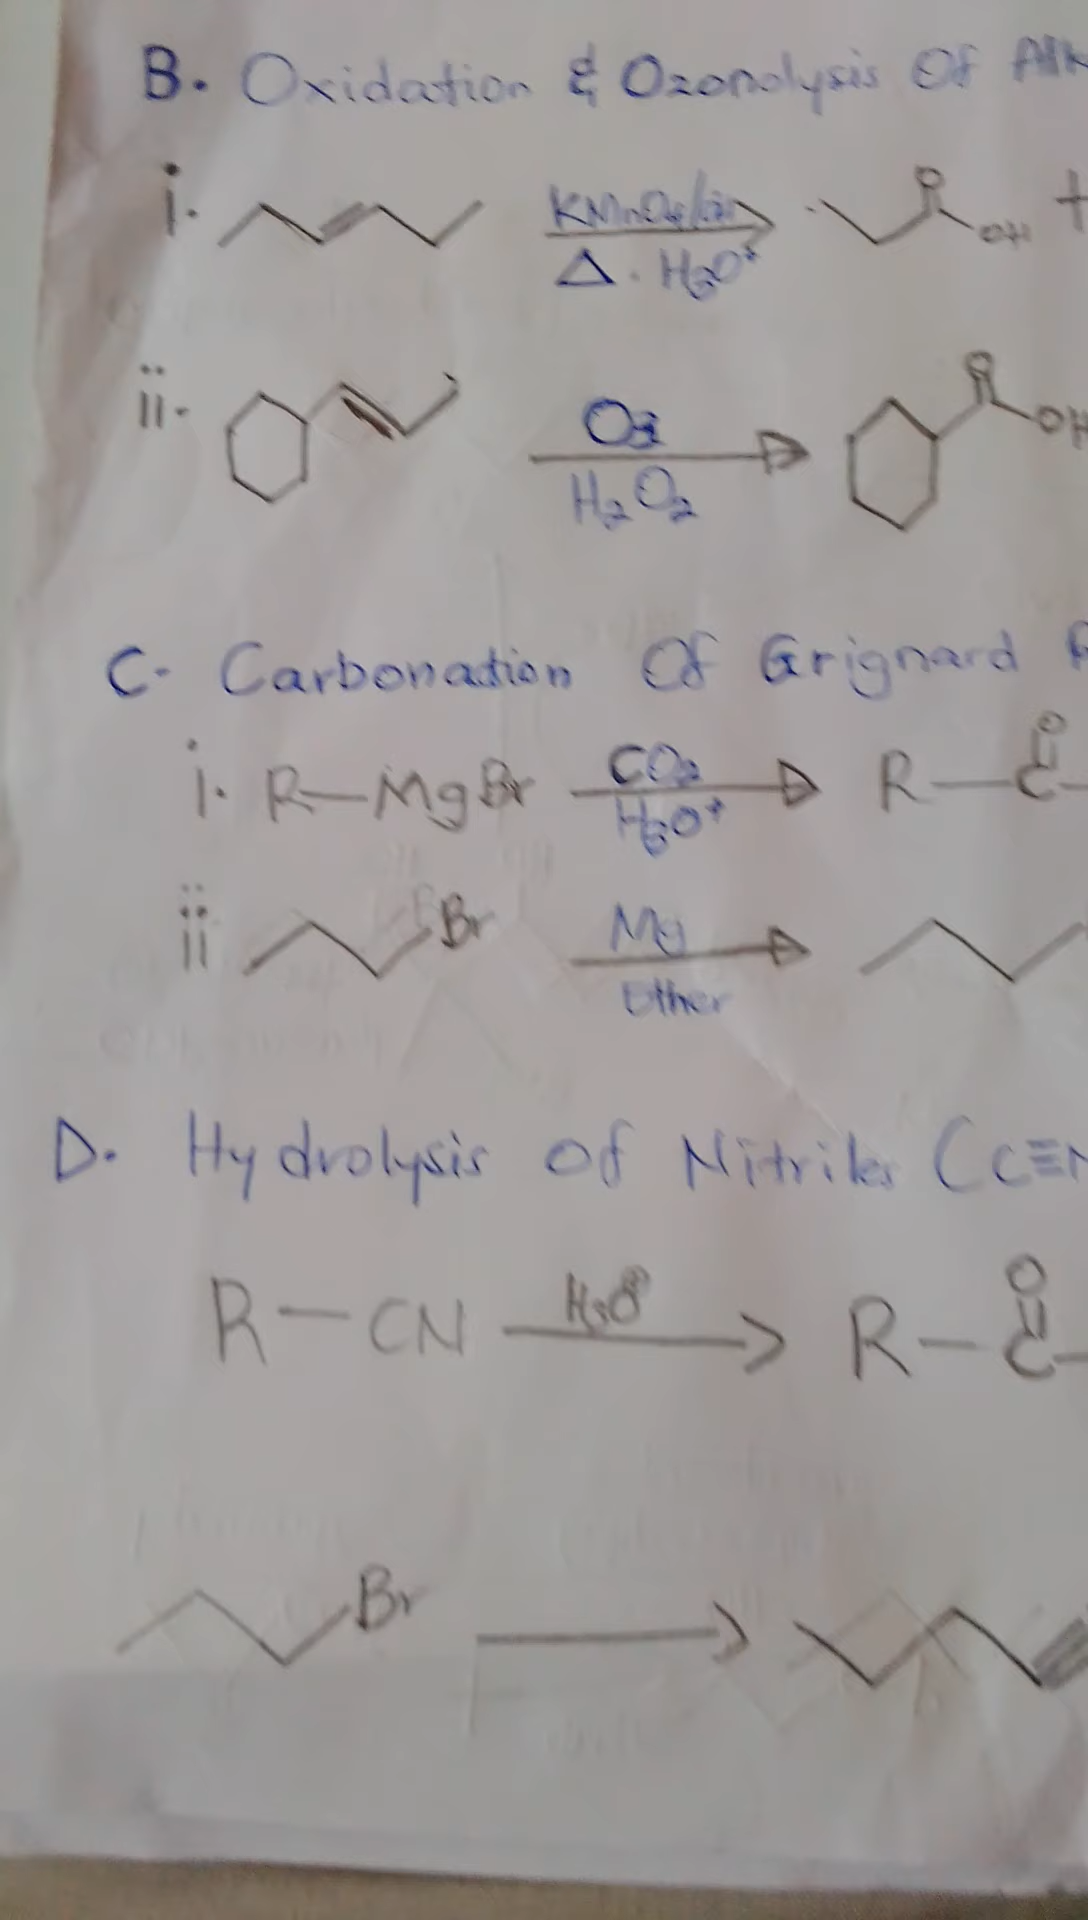 B. Oxidation & Ozonolysis Of Alk
i. KMnO4/ O
Δ. H3O+ OH +
ii. O3 O
H2O2 OH
C- Carbonation Of Grignard
i. R—MgBr CO2 R—C O
H3O+
ii Br Mg
Ether
D. Hydrolysis Of Nitriles (C≡N
R—CN H3O⊕ R—C O
Br